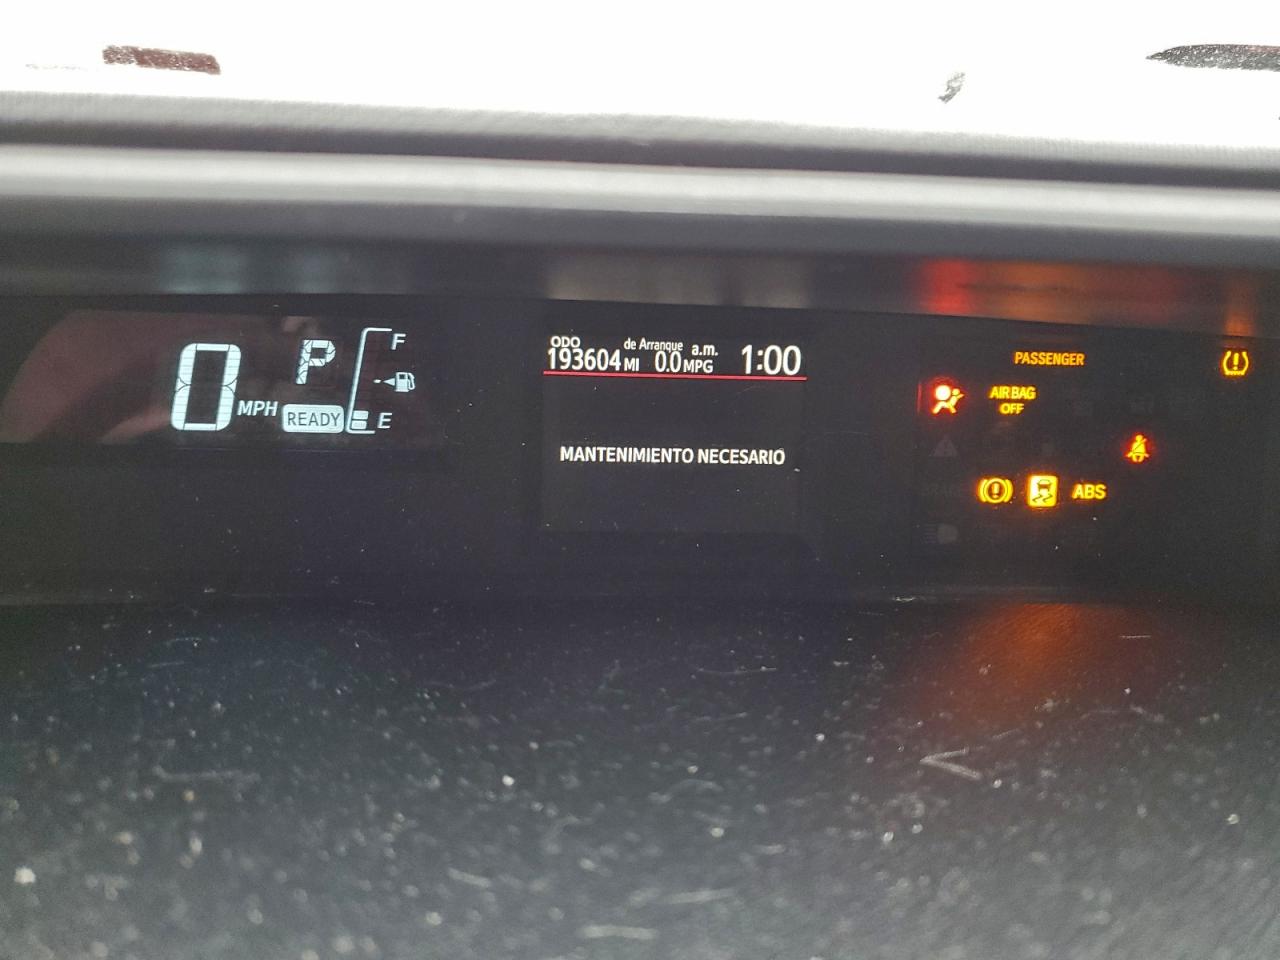 0 MPH
P
READY
F
E
ODO
193604 MI
de Arranque
0.0 MPG
a.m.
1:00
MANTENIMIENTO NECESARIO
PASSENGER
AIR BAG
OFF
ABS